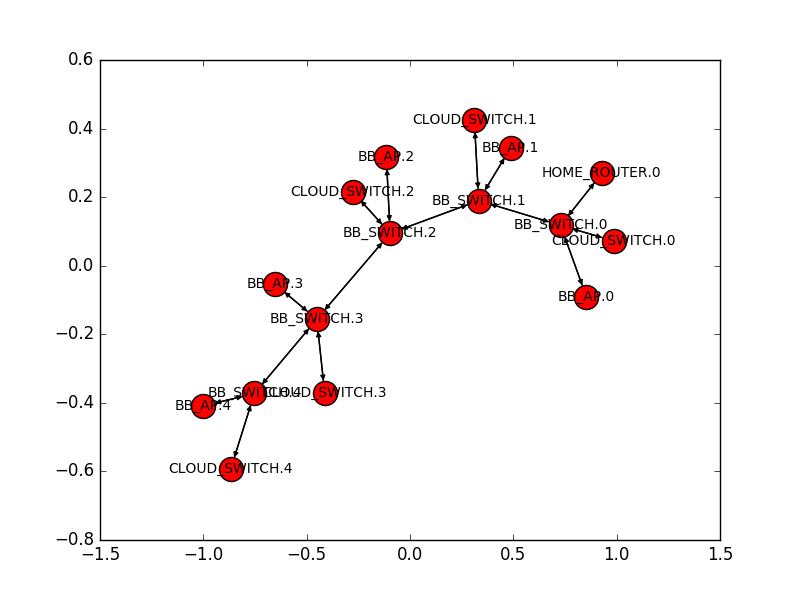 0.6
0.4
0.2
0.0
−0.2
−0.4
−0.6
−0.8
CLOUD_SWITCH.1
BB_AP.1
BB_AP.2
HOME_ROUTER.0
CLOUD_SWITCH.2
BB_SWITCH.1
BB_SWITCH.0
BB_SWITCH.2
CLOUD_SWITCH.0
BB_AP.3
BB_AP.0
BB_SWITCH.3
BB_SWITCH.4
CLOUD_SWITCH.3
BB_AP.4
CLOUD_SWITCH.4
−1.5
−1.0
−0.5
0.0
0.5
1.0
1.5